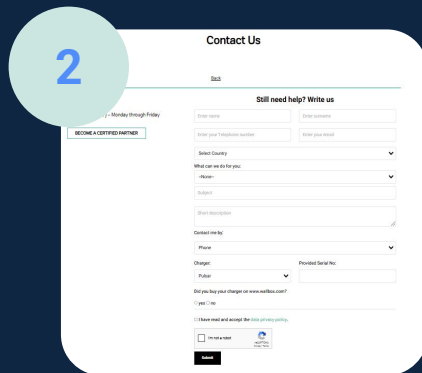 Contact Us
2
Back
Still need help? Write us
– Monday through Friday
BECOME A CERTIFIED PARTNER
Enter name
Enter surname
Enter your Telephone number
Enter your email
Select Country
What can we do for you:
--None--
Subject
Short description
Contact me by:
Phone
Charger:
Provided Serial No:
Pulsar
Did you buy your charger on www.wallbox.com?
yes no
I have read and accept the data privacy policy.
I'm not a robot
reCAPTCHA
Submit